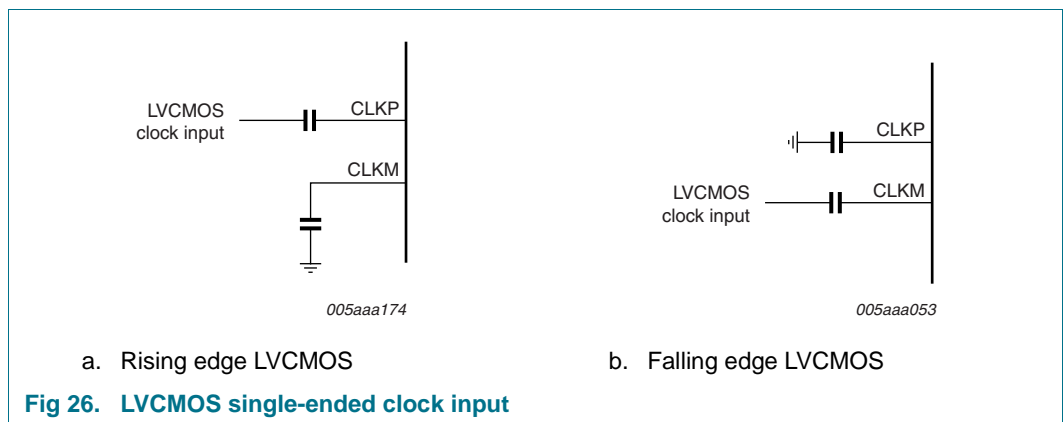 LVCMOS
clock input
CLKP
CLKM
005aaa174
CLKP
LVCMOS
clock input
CLKM
005aaa053
a. Rising edge LVCMOS
b. Falling edge LVCMOS
Fig 26. LVCMOS single-ended clock input